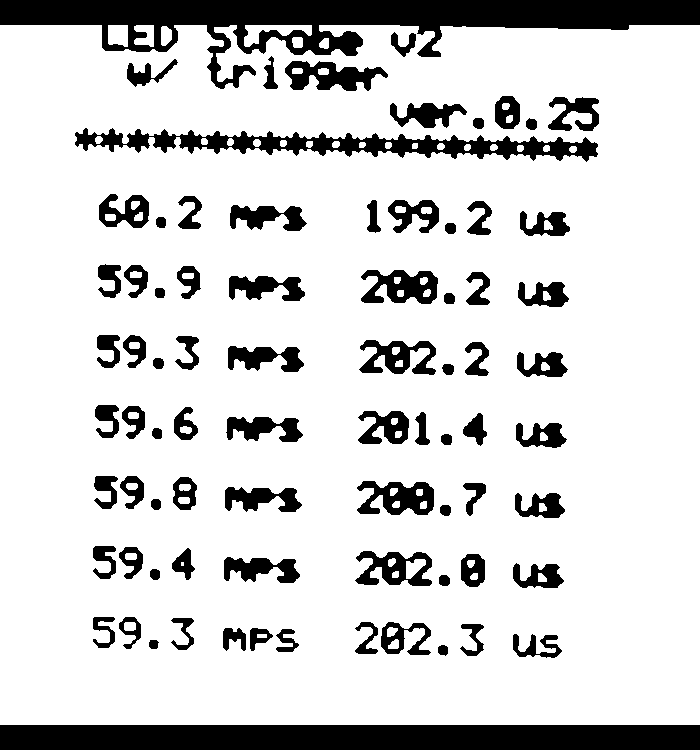 LED Strobe v2
w/ trigger
ver.0.25
********************
60.2 mps 199.2 us
59.9 mps 200.2 us
59.3 mps 202.2 us
59.6 mps 201.4 us
59.8 mps 200.7 us
59.4 mps 202.0 us
59.3 mps 202.3 us